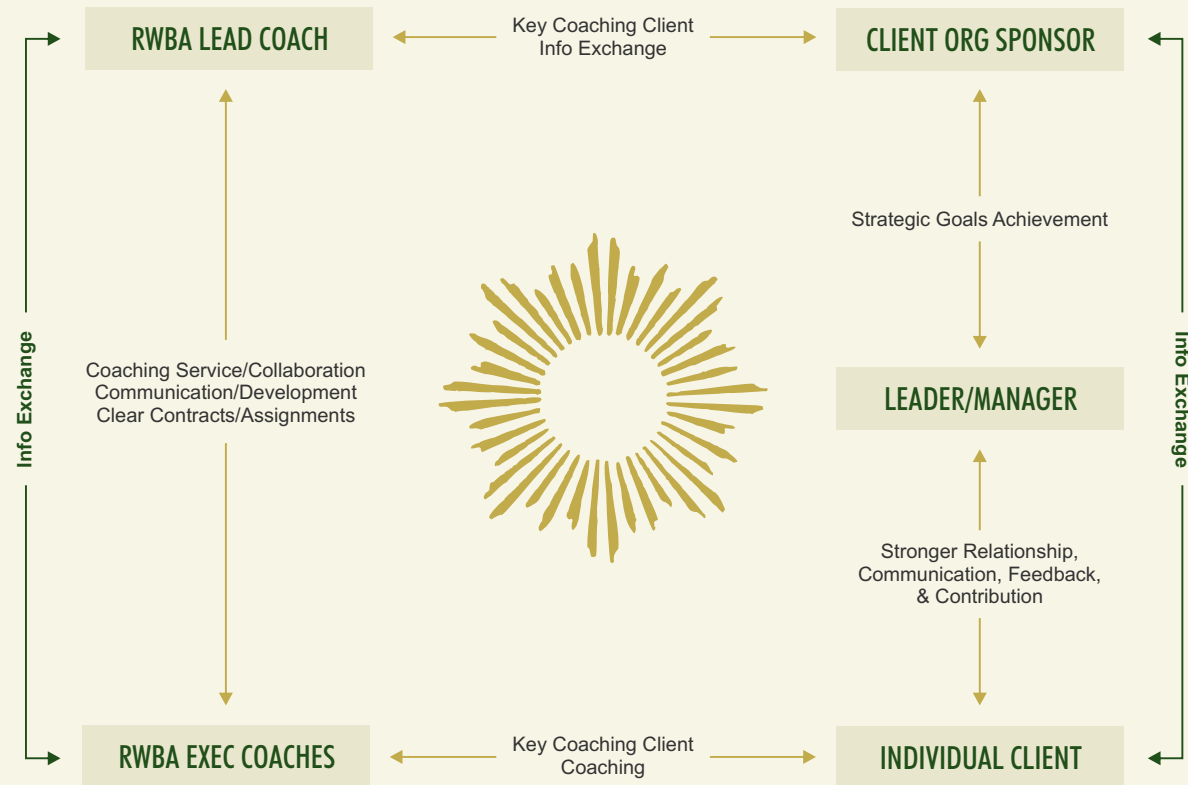 RWBA LEAD COACH
Key Coaching Client
Info Exchange
CLIENT ORG SPONSOR
Strategic Goals Achievement
Info Exchange
Coaching Service/Collaboration
Communication/Development
Clear Contracts/Assignments
LEADER/MANAGER
Info Exchange
Stronger Relationship,
Communication, Feedback,
& Contribution
RWBA EXEC COACHES
Key Coaching Client
Coaching
INDIVIDUAL CLIENT